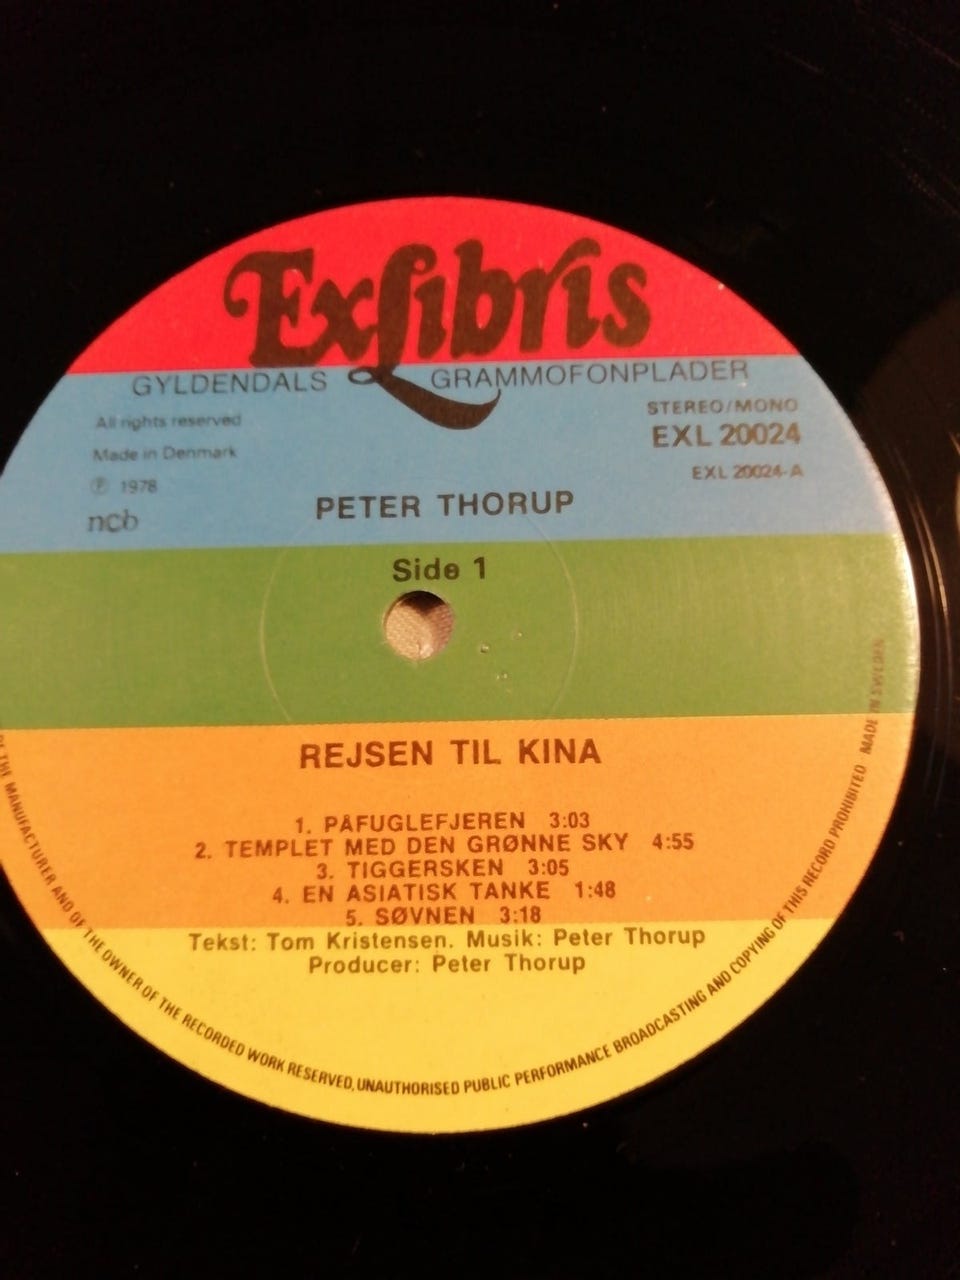 Exlibris
GYLDENDALS GRAMMOFONPLADER
All rights reserved
Made in Denmark
℗ 1978
ncb
STEREO/MONO
EXL 20024
EXL 20024-A
PETER THORUP
Side 1
REJSEN TIL KINA
1. PÅFUGLEFJEREN 3:03
2. TEMPLET MED DEN GRØNNE SKY 4:55
3. TIGGERSKEN 3:05
4. EN ASIATISK TANKE 1:48
5. SØVNEN 3:18
Tekst: Tom Kristensen. Musik: Peter Thorup
Producer: Peter Thorup
THE MANUFACTURER AND OF THE OWNER OF THE RECORDED WORK RESERVED, UNAUTHORISED PUBLIC PERFORMANCE BROADCASTING AND COPYING OF THIS RECORD PROHIBITED MADE IN SWEDEN